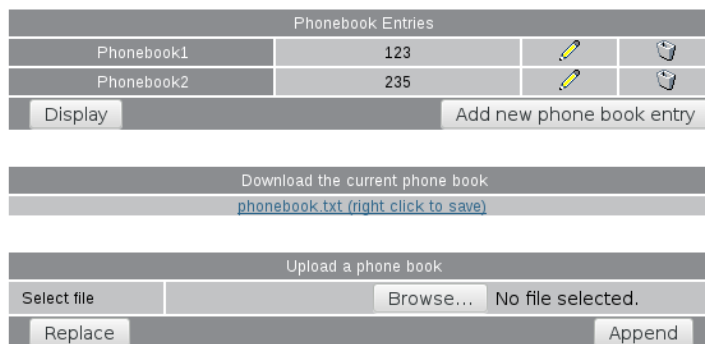 Phonebook Entries
Phonebook1 123
Phonebook2 235
Display Add new phone book entry
Download the current phone book
phonebook.txt (right click to save)
Upload a phone book
Select file Browse... No file selected.
Replace Append